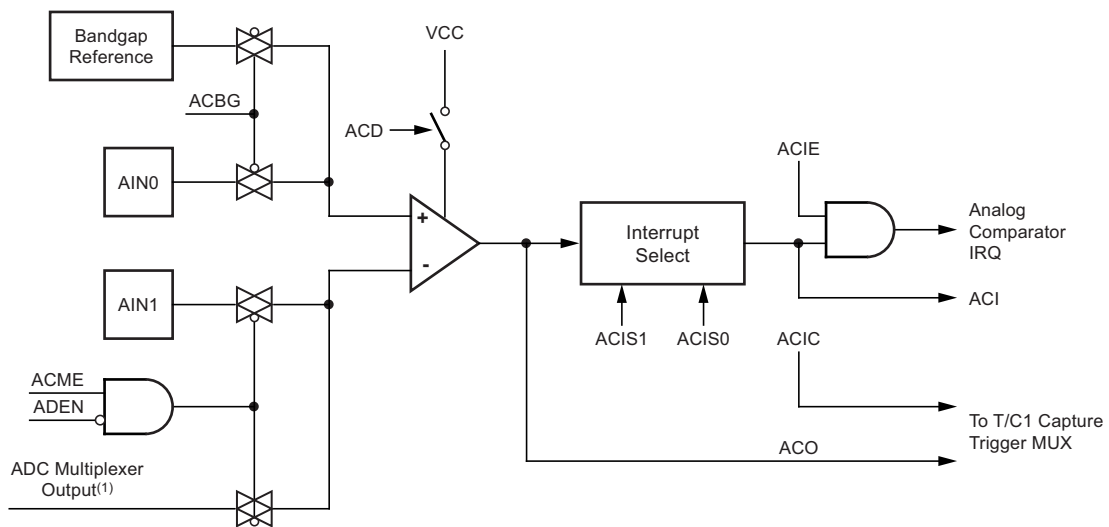 Bandgap
Reference
VCC
ACBG
ACD
ACIE
AIN0
+
Interrupt
Select
Analog
Comparator
IRQ
-
AIN1
ACI
ACIS1
ACIS0
ACIC
ACME
ADEN
To T/C1 Capture
Trigger MUX
ACO
ADC Multiplexer
Output(1)